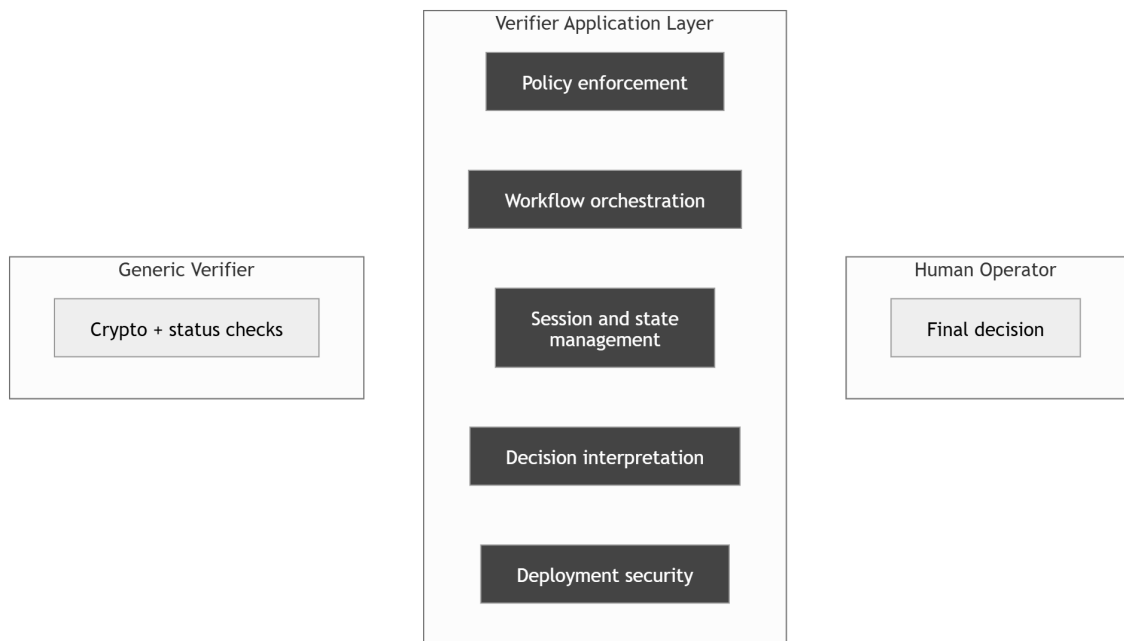 Verifier Application Layer
Policy enforcement
Workflow orchestration
Generic Verifier
Crypto + status checks
Session and state
management
Human Operator
Final decision
Decision interpretation
Deployment security